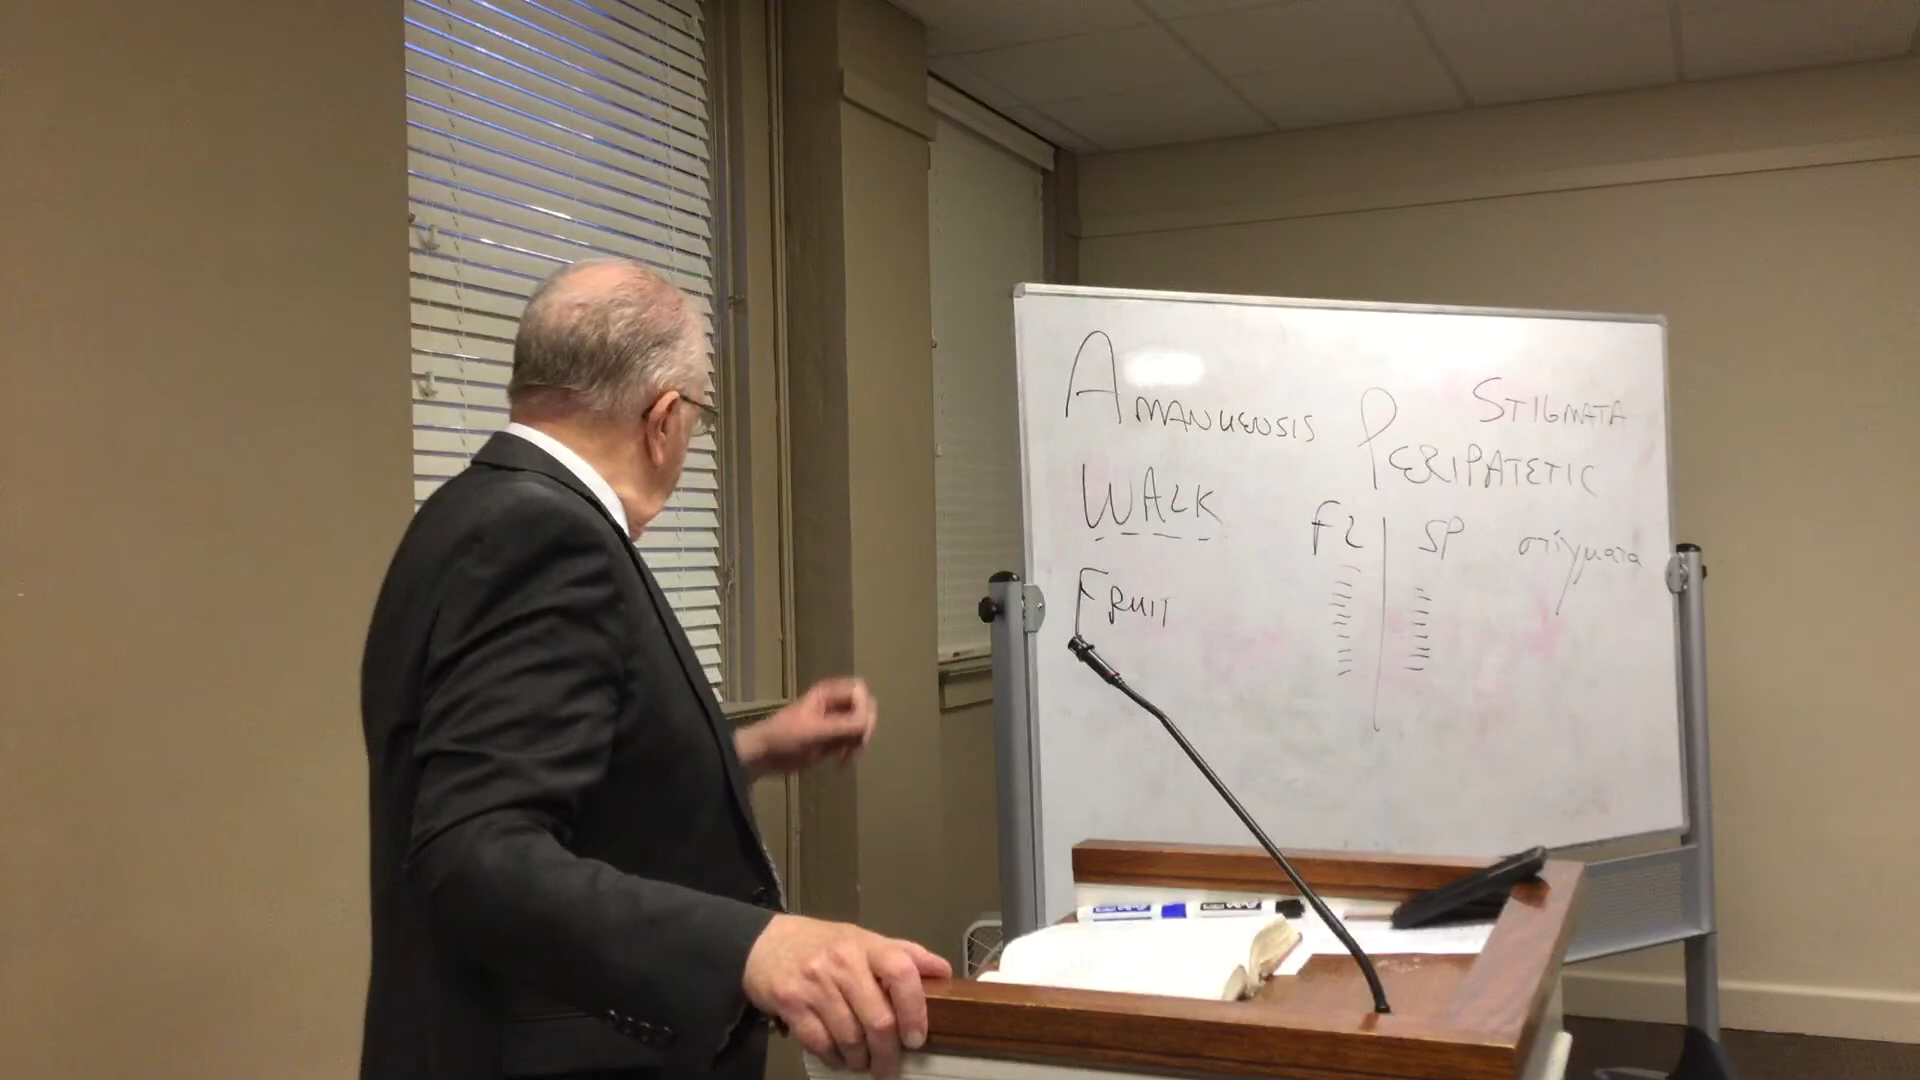 AMANUENSIS
STIGMATA
PERIPATETIC
WALK
FL SP στίγματα
FRUIT